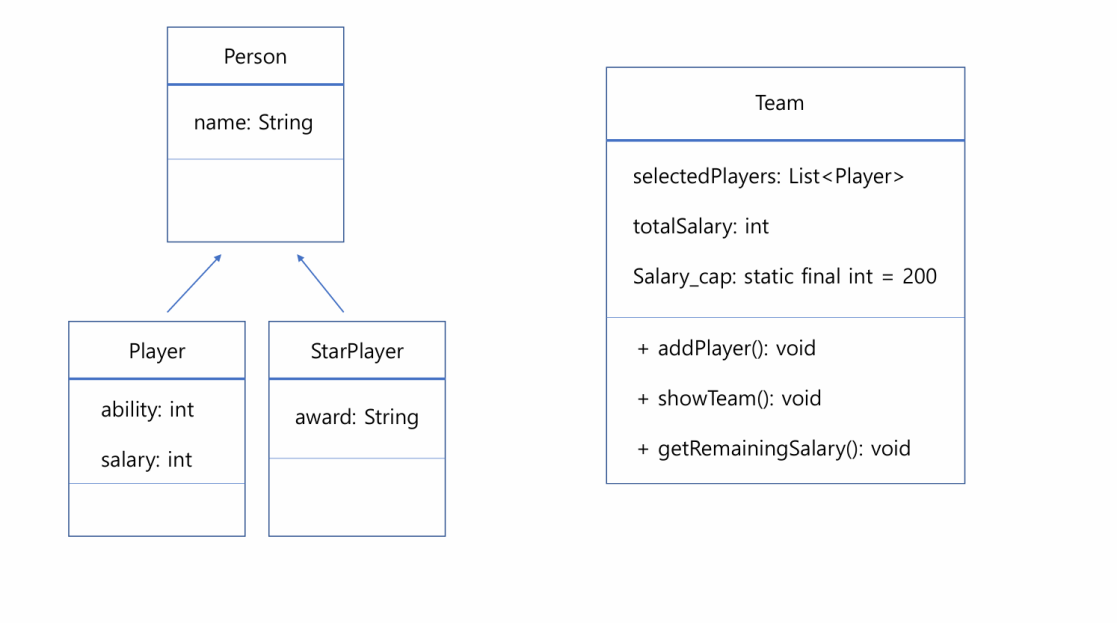 Person
name: String
Player
ability: int
salary: int
StarPlayer
award: String
Team
selectedPlayers: List<Player>
totalSalary: int
Salary_cap: static final int = 200
+ addPlayer(): void
+ showTeam(): void
+ getRemainingSalary(): void